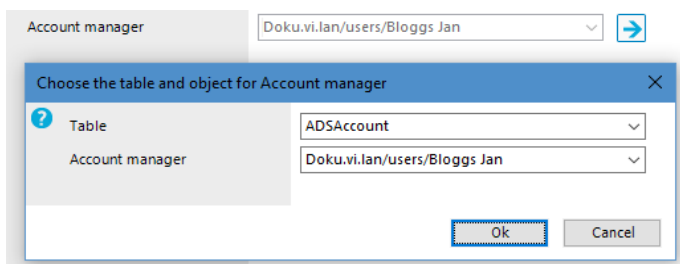 Account manager Doku.vi.lan/users/Bloggs Jan
Choose the table and object for Account manager
? Table ADSAccount
Account manager Doku.vi.lan/users/Bloggs Jan
Ok Cancel